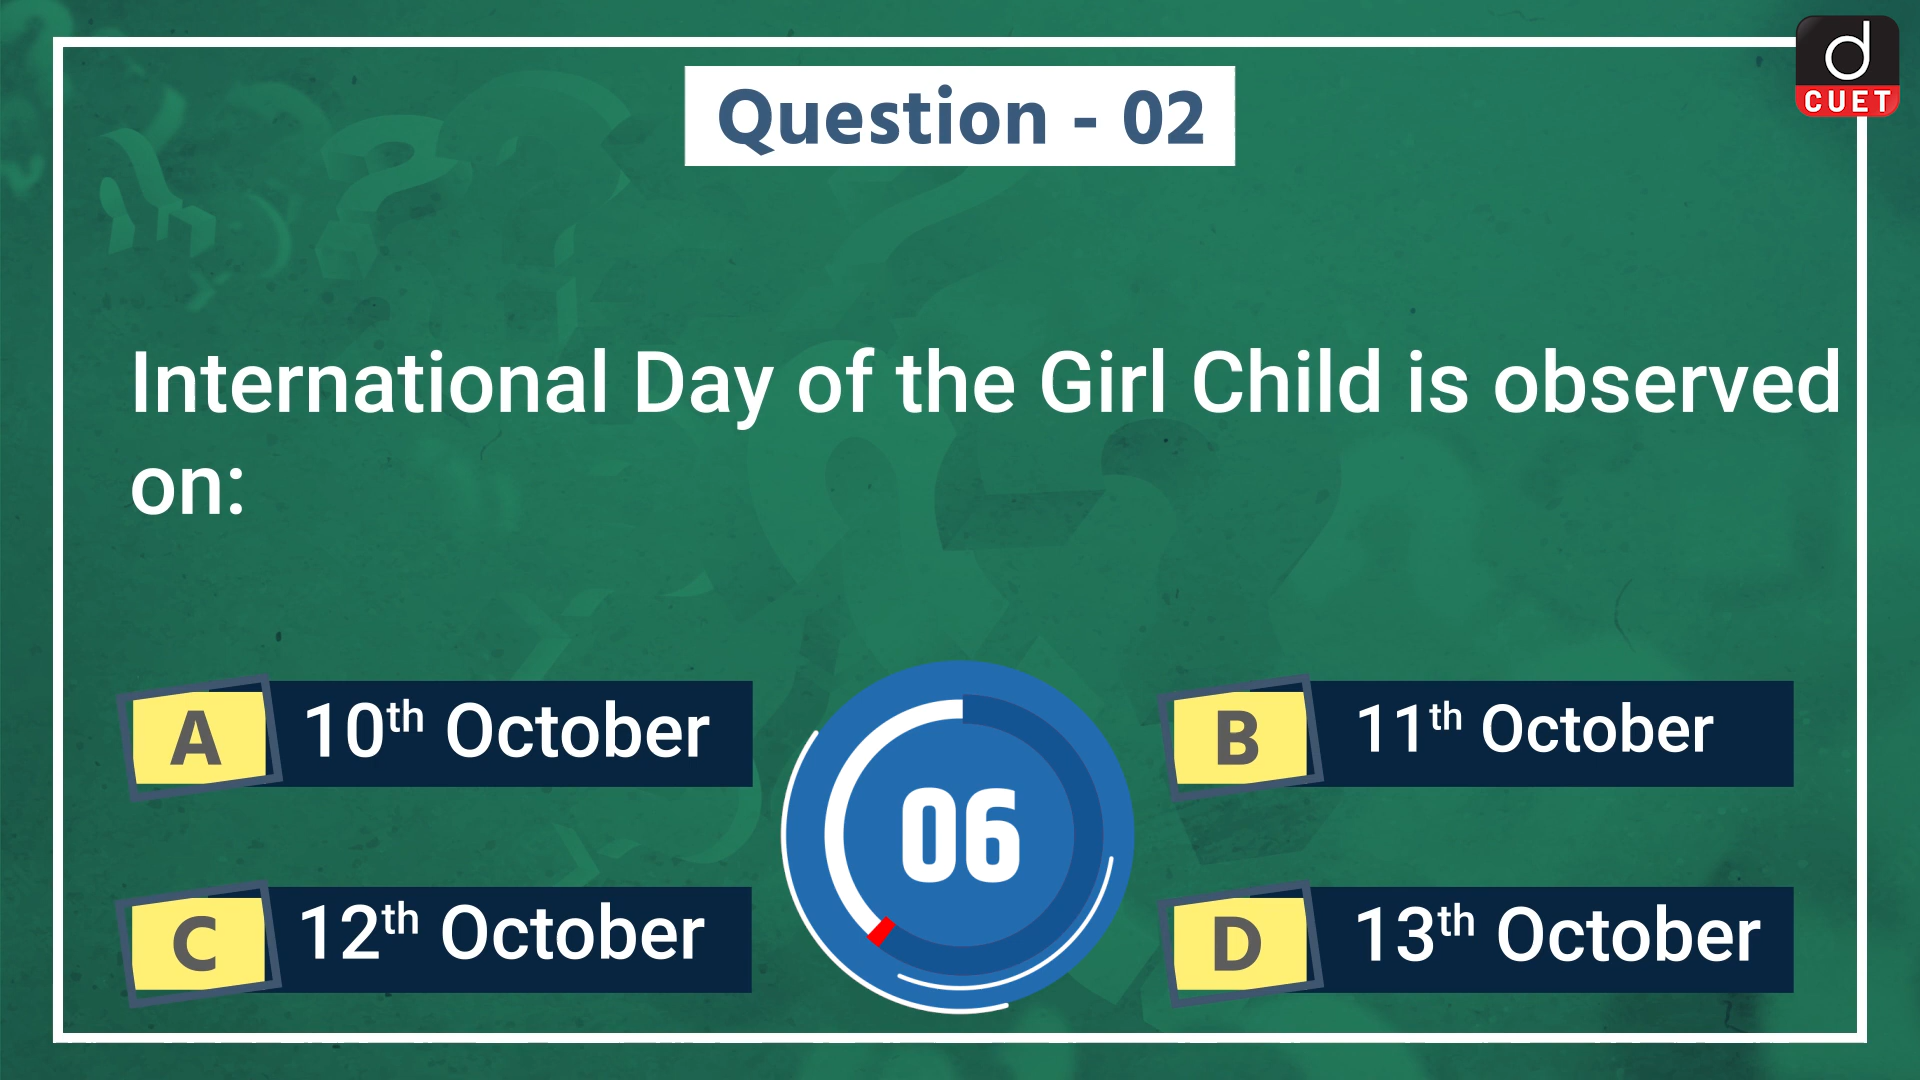 d
CUET
Question - 02
International Day of the Girl Child is observed
on:
A 10th October
B 11th October
06
C 12th October
D 13th October